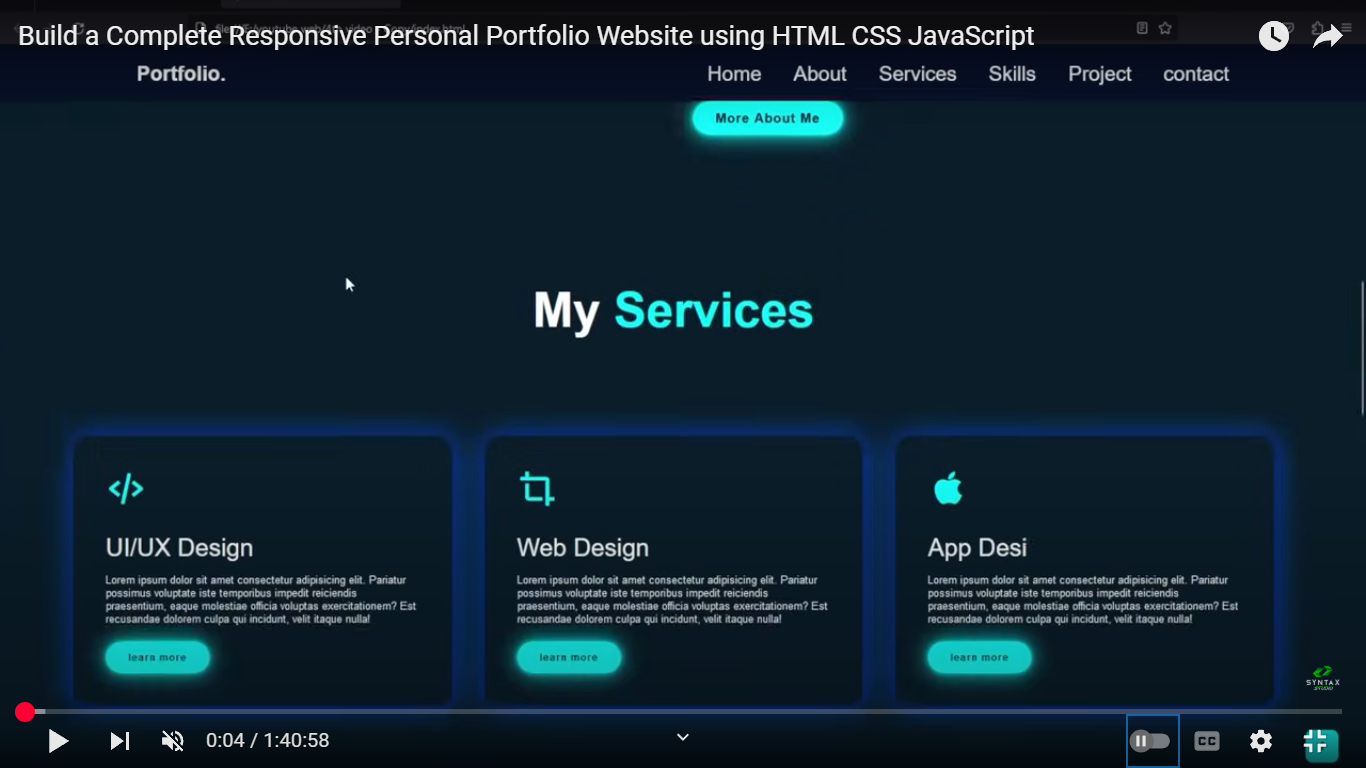 Build a Complete Responsive Personal Portfolio Website using HTML CSS JavaScript
Portfolio.
Home About Services Skills Project contact
More About Me
My Services
UI/UX Design
Lorem ipsum dolor sit amet consectetur adipisicing elit. Pariatur
possimus voluptate iste temporibus impedit reiciendis
praesentium, eaque molestiae officia voluptas exercitationem? Est
recusandae dolorem culpa qui incidunt, velit itaque nulla!
learn more
Web Design
Lorem ipsum dolor sit amet consectetur adipisicing elit. Pariatur
possimus voluptate iste temporibus impedit reiciendis
praesentium, eaque molestiae officia voluptas exercitationem? Est
recusandae dolorem culpa qui incidunt, velit itaque nulla!
learn more
App Desi
Lorem ipsum dolor sit amet consectetur adipisicing elit. Pariatur
possimus voluptate iste temporibus impedit reiciendis
praesentium, eaque molestiae officia voluptas exercitationem? Est
recusandae dolorem culpa qui incidunt, velit itaque nulla!
learn more
SYNTAX
STUDIO
0:04 / 1:40:58
CC